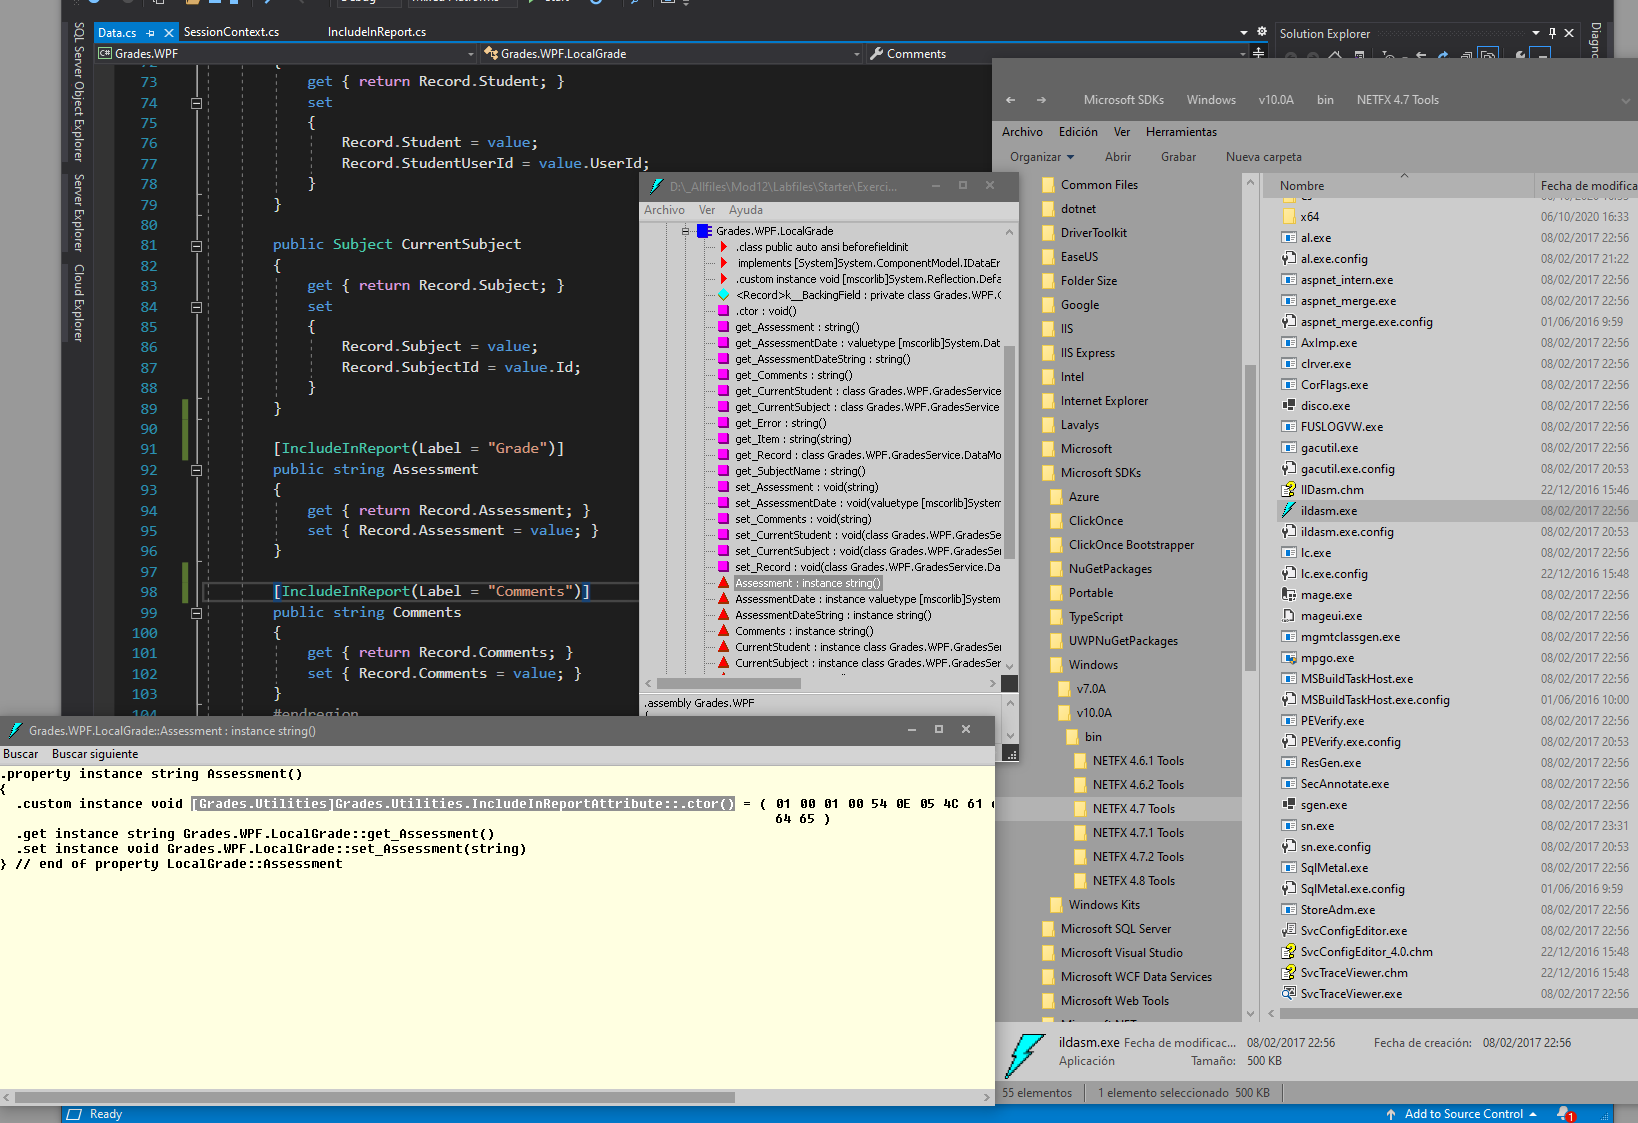 Data.cs
SessionContext.cs
IncludeInReport.cs
Grades.WPF
Grades.WPF.LocalGrade
Comments
SQL Server Object Explorer
Server Explorer
Cloud Explorer
73 get { return Record.Student; }
74 set
75 {
76 Record.Student = value;
77 Record.StudentUserId = value.UserId;
78 }
79 }
80
81 public Subject CurrentSubject
82 {
83 get { return Record.Subject; }
84 set
85 {
86 Record.Subject = value;
87 Record.SubjectId = value.Id;
88 }
89 }
90
91 [IncludeInReport(Label = "Grade")]
92 public string Assessment
93 {
94 get { return Record.Assessment; }
95 set { Record.Assessment = value; }
96 }
97
98 [IncludeInReport(Label = "Comments")]
99 public string Comments
100 {
101 get { return Record.Comments; }
102 set { Record.Comments = value; }
103 }
104 #endregion
D:\_Allfiles\Mod12\Labfiles\Starter\Exerci...
Archivo Ver Ayuda
Grades.WPF.LocalGrade
.class public auto ansi beforefieldinit
implements [System]System.ComponentModel.IDataEr
.custom instance void [mscorlib]System.Reflection.Defa
<Record>k__BackingField : private class Grades.WPF.G
.ctor : void()
get_Assessment : string()
get_AssessmentDate : valuetype [mscorlib]System.Dat
get_AssessmentDateString : string()
get_Comments : string()
get_CurrentStudent : class Grades.WPF.GradesService
get_CurrentSubject : class Grades.WPF.GradesService
get_Error : string()
get_Item : string(string)
get_Record : class Grades.WPF.GradesService.DataMo
get_SubjectName : string()
set_Assessment : void(string)
set_AssessmentDate : void(valuetype [mscorlib]System
set_Comments : void(string)
set_CurrentStudent : void(class Grades.WPF.GradesSe
set_CurrentSubject : void(class Grades.WPF.GradesSe
set_Record : void(class Grades.WPF.GradesService.Da
Assessment : instance string()
AssessmentDate : instance valuetype [mscorlib]System
AssessmentDateString : instance string()
Comments : instance string()
CurrentStudent : instance class Grades.WPF.GradesSer
CurrentSubject : instance class Grades.WPF.GradesSer
.assembly Grades.WPF
{
Grades.WPF.LocalGrade::Assessment : instance string()
Buscar Buscar siguiente
.property instance string Assessment()
{
.custom instance void [Grades.Utilities]Grades.Utilities.IncludeInReportAttribute::.ctor() = ( 01 00 01 00 54 0E 05 4C 61
64 65 )
.get instance string Grades.WPF.LocalGrade::get_Assessment()
.set instance void Grades.WPF.LocalGrade::set_Assessment(string)
} // end of property LocalGrade::Assessment
Ready
Add to Source Control
1
Solution Explorer
Microsoft SDKs Windows v10.0A bin NETFX 4.7 Tools
Archivo Edición Ver Herramientas
Organizar Abrir Grabar Nueva carpeta
Common Files
dotnet
DriverToolkit
EaseUS
Folder Size
Google
IIS
IIS Express
Intel
Internet Explorer
Lavalys
Microsoft
Microsoft SDKs
Azure
ClickOnce
ClickOnce Bootstrapper
NuGetPackages
Portable
TypeScript
UWPNuGetPackages
Windows
v7.0A
v10.0A
bin
NETFX 4.6.1 Tools
NETFX 4.6.2 Tools
NETFX 4.7 Tools
NETFX 4.7.1 Tools
NETFX 4.7.2 Tools
NETFX 4.8 Tools
Windows Kits
Microsoft SQL Server
Microsoft Visual Studio
Microsoft WCF Data Services
Microsoft Web Tools
Nombre Fecha de modifica
x64 06/10/2020 16:33
al.exe 08/02/2017 22:56
al.exe.config 08/02/2017 21:22
aspnet_intern.exe 08/02/2017 22:56
aspnet_merge.exe 08/02/2017 22:56
aspnet_merge.exe.config 01/06/2016 9:59
AxImp.exe 08/02/2017 22:56
clrver.exe 08/02/2017 22:56
CorFlags.exe 08/02/2017 22:56
disco.exe 08/02/2017 22:56
FUSLOGVW.exe 08/02/2017 22:56
gacutil.exe 08/02/2017 22:56
gacutil.exe.config 08/02/2017 20:53
IlDasm.chm 22/12/2016 15:46
ildasm.exe 08/02/2017 22:56
ildasm.exe.config 08/02/2017 20:53
lc.exe 08/02/2017 22:56
lc.exe.config 22/12/2016 15:48
mage.exe 08/02/2017 22:56
mageui.exe 08/02/2017 22:56
mgmtclassgen.exe 08/02/2017 22:56
mpgo.exe 08/02/2017 22:56
MSBuildTaskHost.exe 08/02/2017 22:56
MSBuildTaskHost.exe.config 01/06/2016 10:00
PEVerify.exe 08/02/2017 22:56
PEVerify.exe.config 08/02/2017 20:53
ResGen.exe 08/02/2017 22:56
SecAnnotate.exe 08/02/2017 22:56
sgen.exe 08/02/2017 22:56
sn.exe 08/02/2017 23:31
sn.exe.config 08/02/2017 20:53
SqlMetal.exe 08/02/2017 22:56
SqlMetal.exe.config 01/06/2016 9:59
StoreAdm.exe 08/02/2017 22:56
SvcConfigEditor.exe 08/02/2017 22:56
SvcConfigEditor_4.0.chm 22/12/2016 15:48
SvcTraceViewer.chm 22/12/2016 15:48
SvcTraceViewer.exe 08/02/2017 22:56
ildasm.exe Fecha de modificac... 08/02/2017 22:56 Fecha de creación: 08/02/2017 22:56
Aplicación Tamaño: 500 KB
55 elementos 1 elemento seleccionado 500 KB